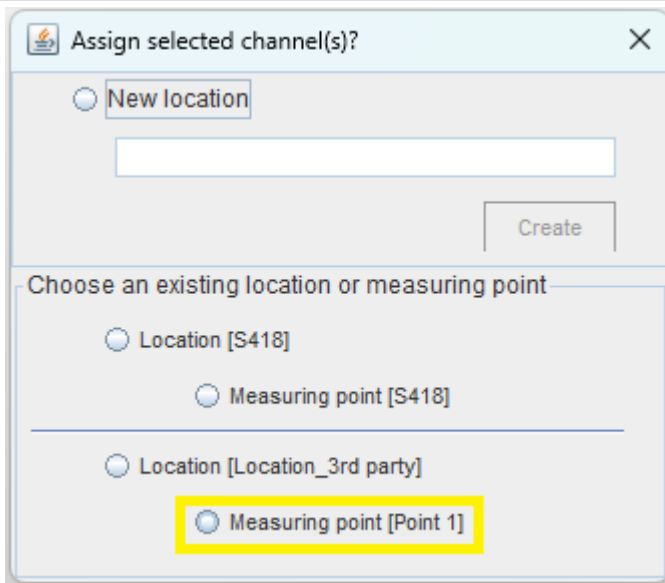 Assign selected channel(s)?
New location
Create
Choose an existing location or measuring point
Location [S418]
Measuring point [S418]
Location [Location_3rd party]
Measuring point [Point 1]